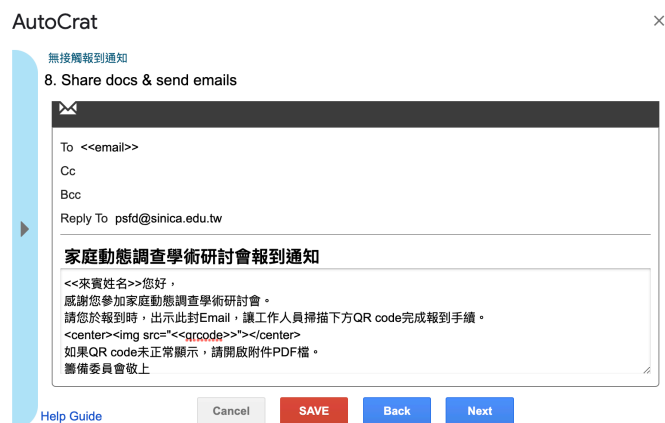 AutoCrat
×
無接觸報到通知
8. Share docs & send emails
To <<email>>
Cc
Bcc
Reply To psfd@sinica.edu.tw
家庭動態調查學術研討會報到通知
<<來賓姓名>>您好，
感謝您參加家庭動態調查學術研討會。
請您於報到時，出示此封Email，讓工作人員掃描下方QR code完成報到手續。
<center><img src="<<qrcode>>"></center>
如果QR code未正常顯示，請開啟附件PDF檔。
籌備委員會敬上
Help Guide
Cancel
SAVE
Back
Next